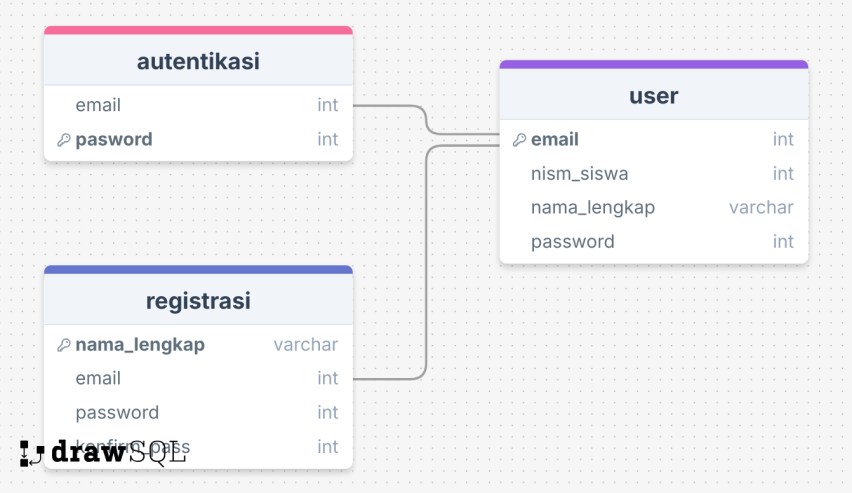 autentikasi
email int
pasword int
user
email int
nism_siswa int
nama_lengkap varchar
password int
registrasi
nama_lengkap varchar
email int
password int
konfirm_pass int
drawSQL